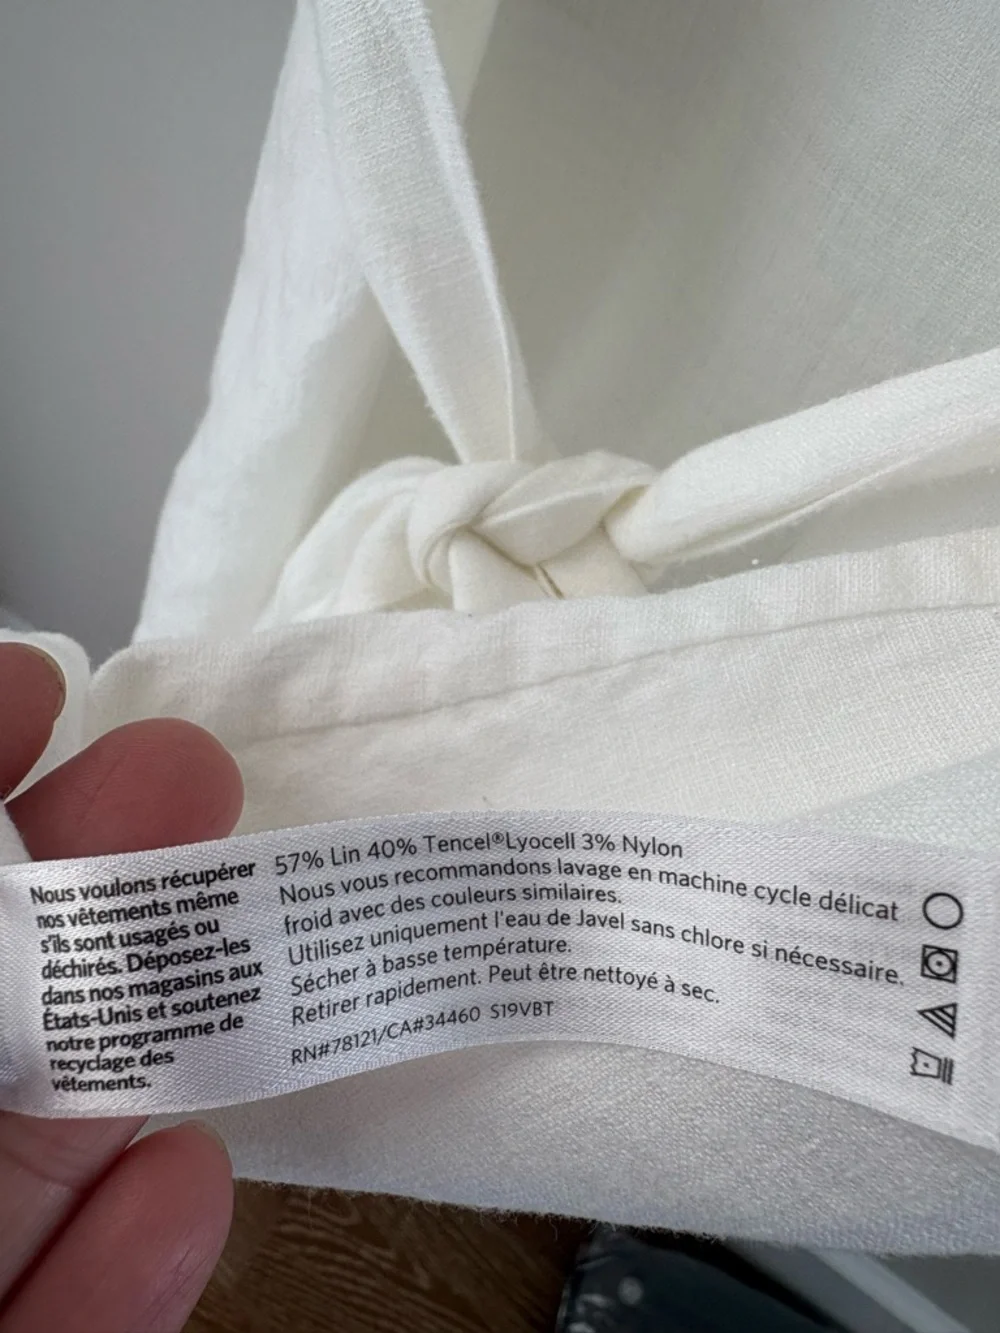 Nous voulons récupérer
nos vêtements même
s'ils sont usagés ou
déchirés. Déposez-les
dans nos magasins aux
États-Unis et soutenez
notre programme de
recyclage des
vêtements.
57% Lin 40% Tencel®Lyocell 3% Nylon
Nous vous recommandons lavage en machine cycle délicat
froid avec des couleurs similaires.
Utilisez uniquement l'eau de Javel sans chlore si nécessaire.
Sécher à basse température.
Retirer rapidement. Peut être nettoyé à sec.
RN#78121/CA#34460 S19VBT